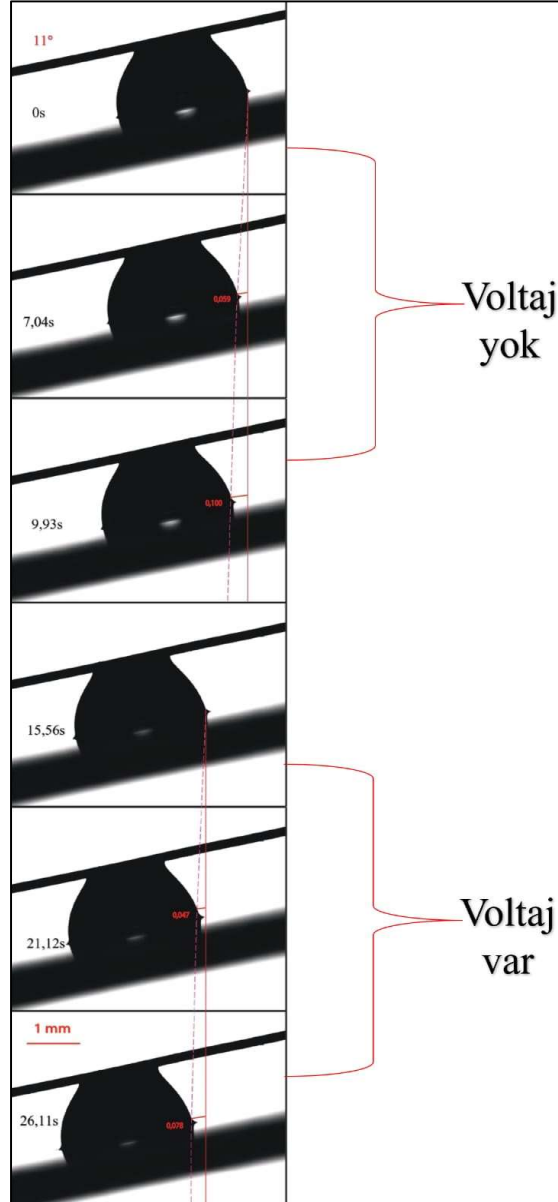 11°
0s
7,04s
0,059
Voltaj
yok
9,93s
0,100
15,56s
21,12s
0,047
Voltaj
var
1 mm
26,11s
0,078